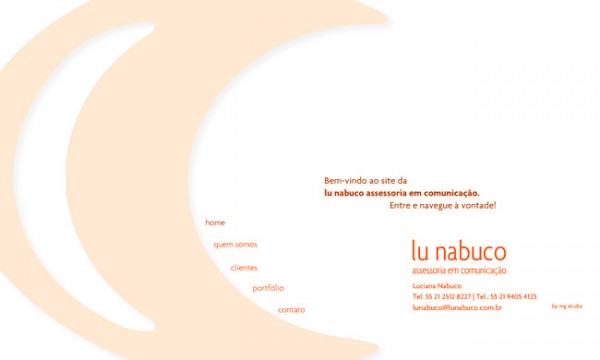 Bem-vindo ao site da
lu nabuco assessoria em comunicação.
Entre e navegue à vontade!
home
quem somos
clientes
portfólio
contato
lu nabuco
assessoria em comunicação
Luciana Nabuco
Tel: 55 21 2512 8227 | Tel.: 55 21 9405 4125
lunabuco@lunabuco.com.br
by mg studio